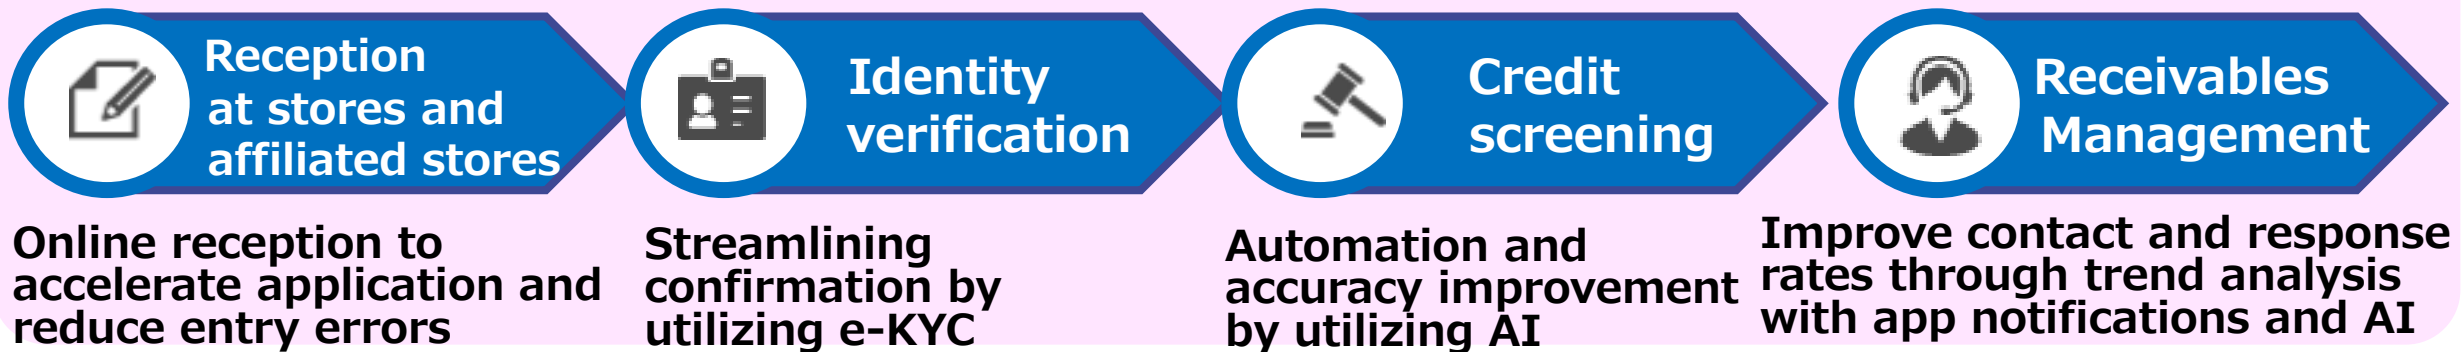 Reception
at stores and
affiliated stores
Identity
verification
Credit
screening
Receivables
Management
Online reception to
accelerate application and
reduce entry errors
Streamlining
confirmation by
utilizing e-KYC
Automation and
accuracy improvement
by utilizing AI
Improve contact and response
rates through trend analysis
with app notifications and AI